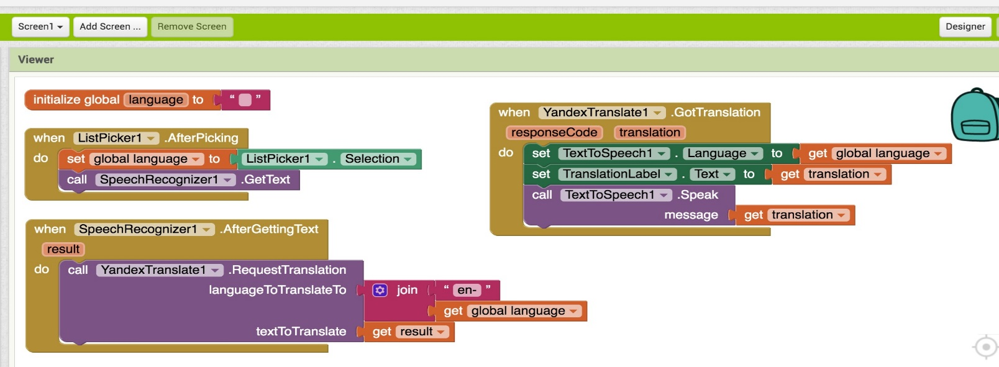 Screen1 Add Screen ... Remove Screen Designer
Viewer
initialize global language to “ ”
when ListPicker1 .AfterPicking
do set global language to ListPicker1 . Selection
call SpeechRecognizer1 .GetText
when SpeechRecognizer1 .AfterGettingText
result
do call YandexTranslate1 .RequestTranslation
languageToTranslateTo join “ en- ”
get global language
textToTranslate get result
when YandexTranslate1 .GotTranslation
responseCode translation
do set TextToSpeech1 . Language to get global language
set TranslationLabel . Text to get translation
call TextToSpeech1 .Speak
message get translation